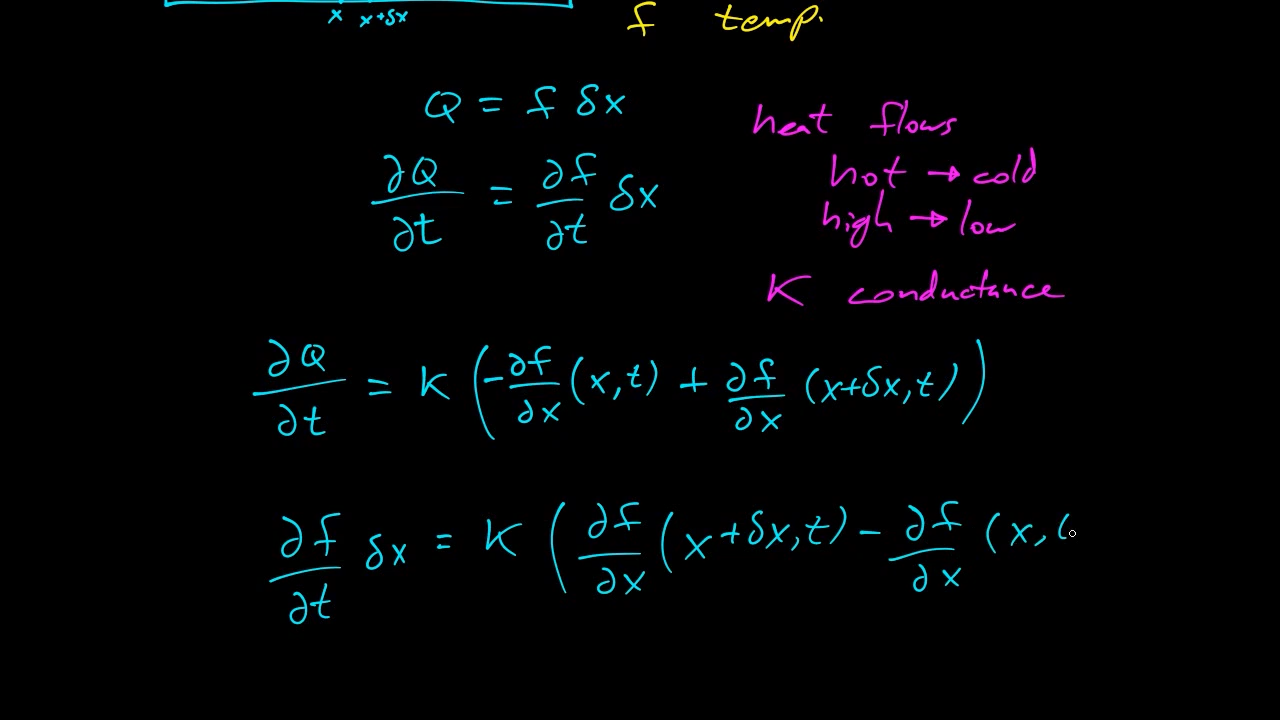 x x+δx
f temp.
Q = f δx
heat flows
∂Q/∂t = ∂f/∂t δx
hot → cold
high → low
K conductance
∂Q/∂t = K (-∂f/∂x (x,t) + ∂f/∂x (x+δx,t))
∂f/∂t δx = K (∂f/∂x (x+δx,t) - ∂f/∂x (x, (